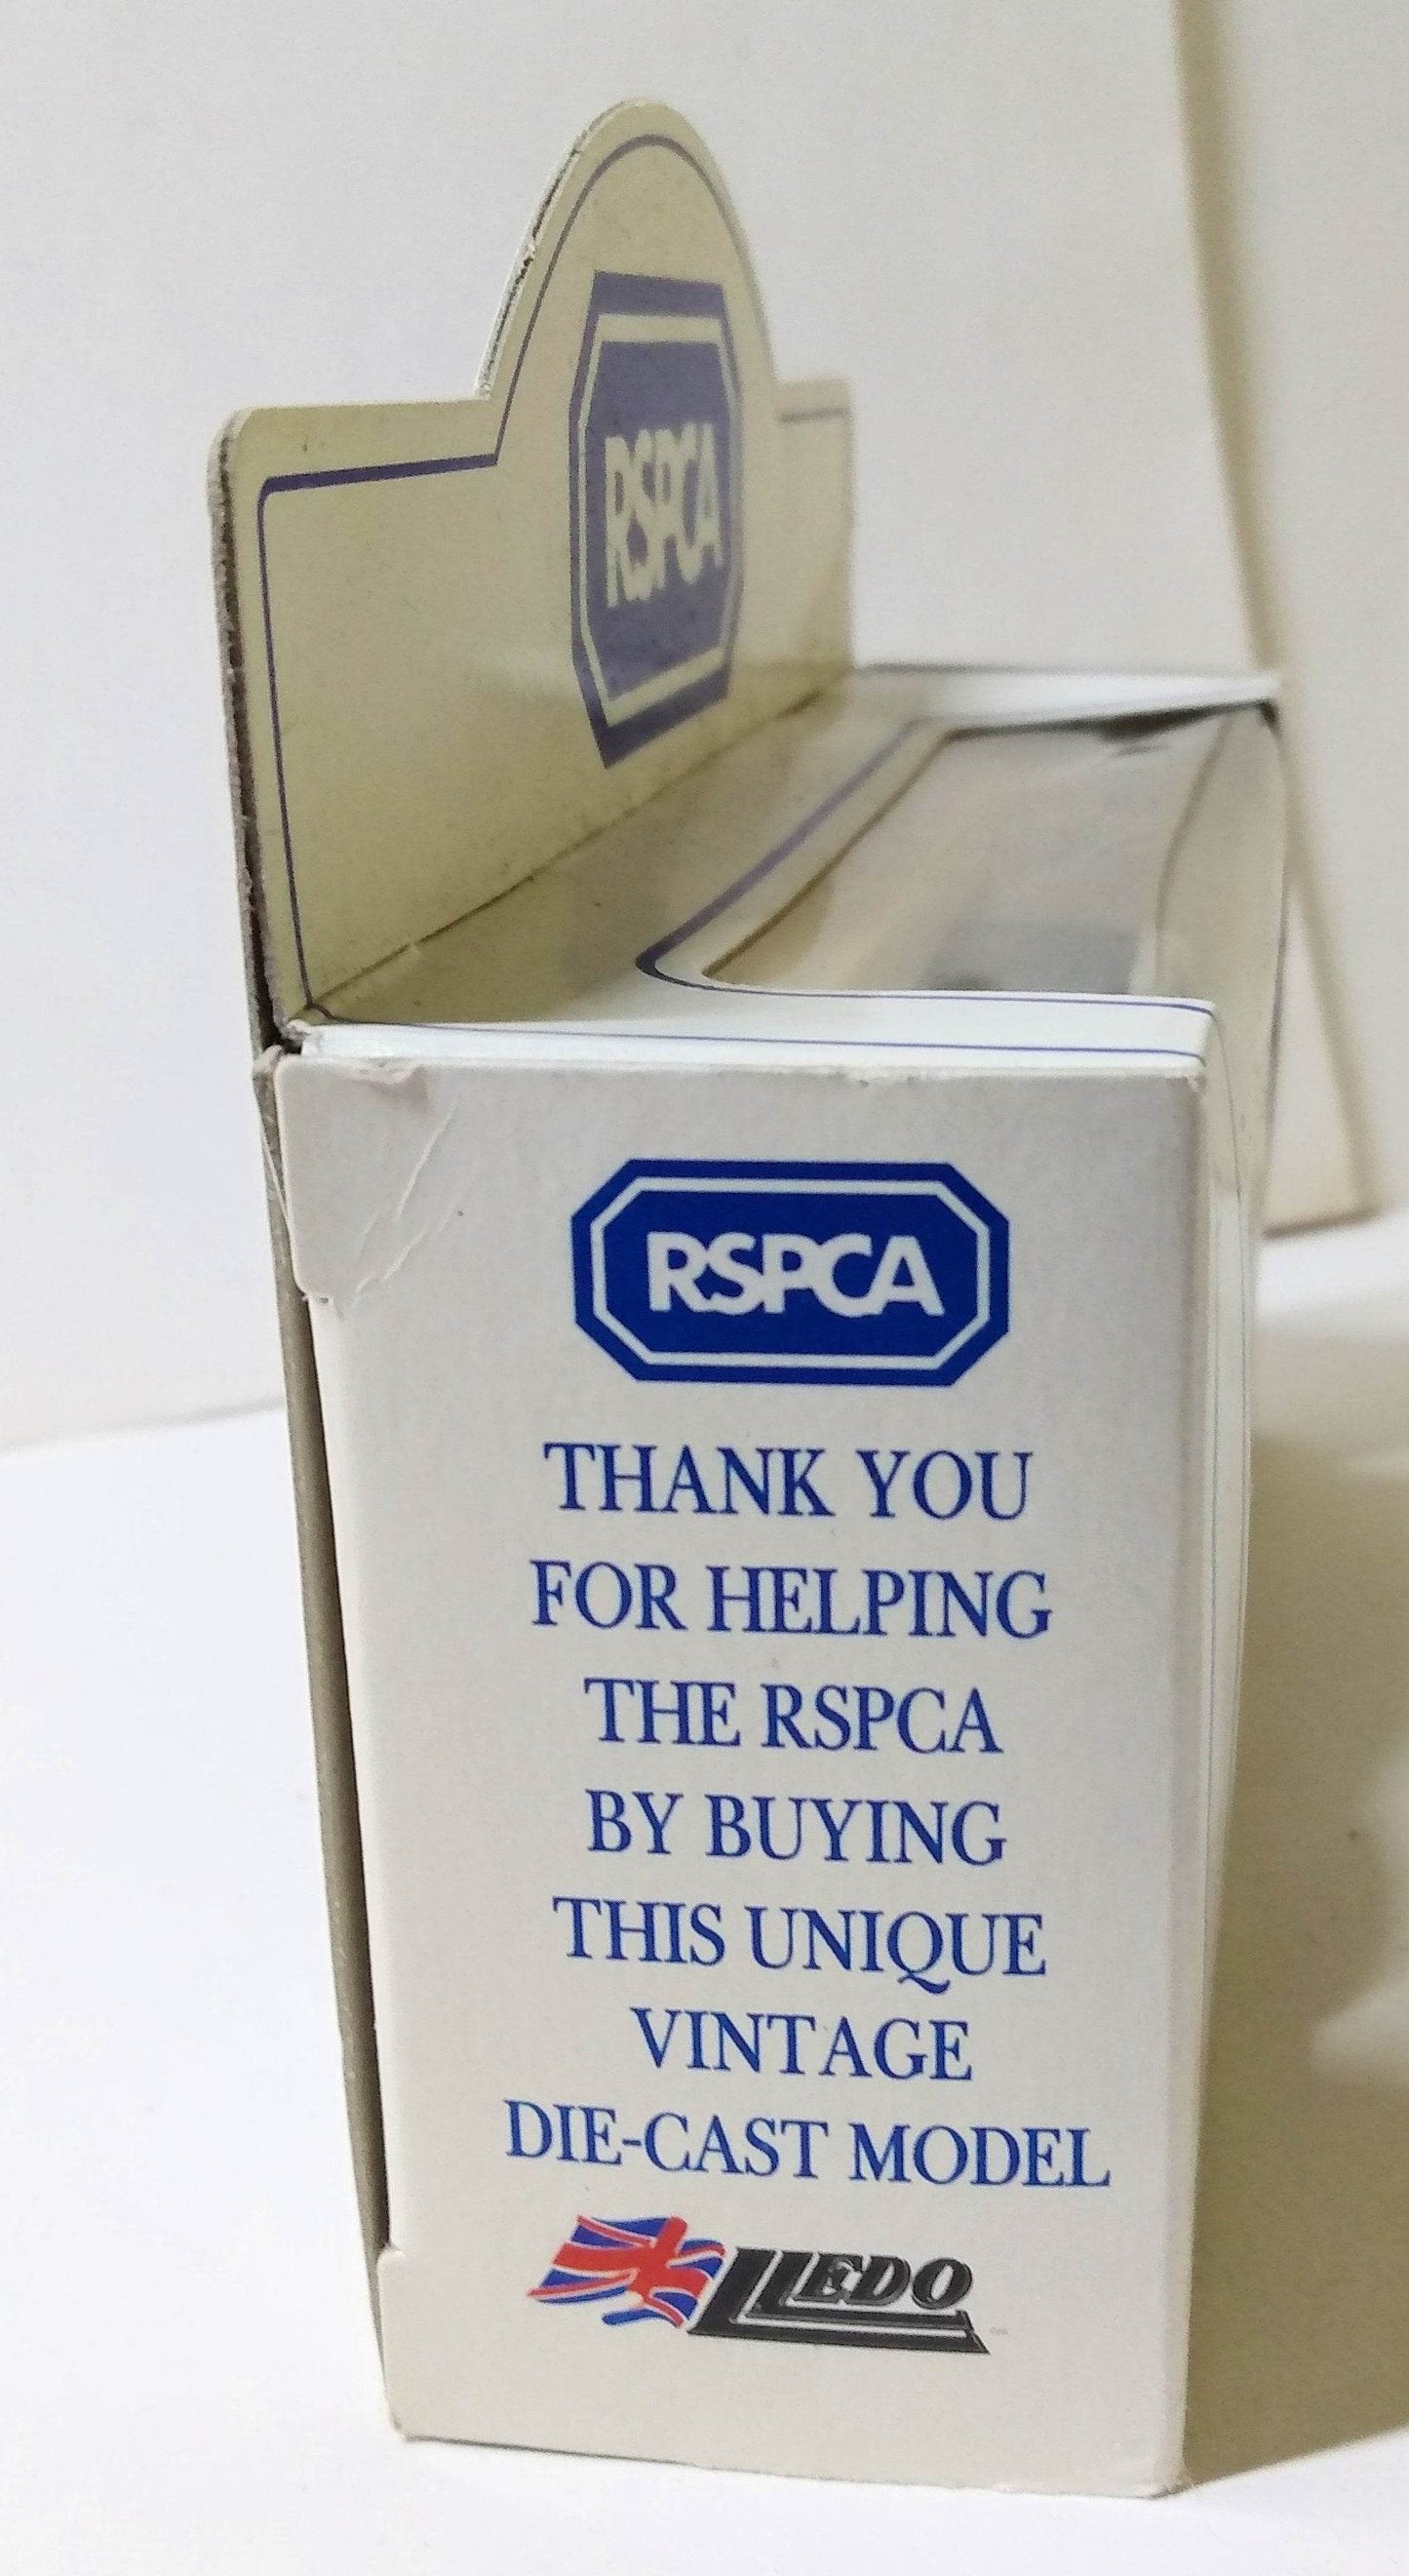 RSPCA
RSPCA
THANK YOU
FOR HELPING
THE RSPCA
BY BUYING
THIS UNIQUE
VINTAGE
DIE-CAST MODEL
LLEDO